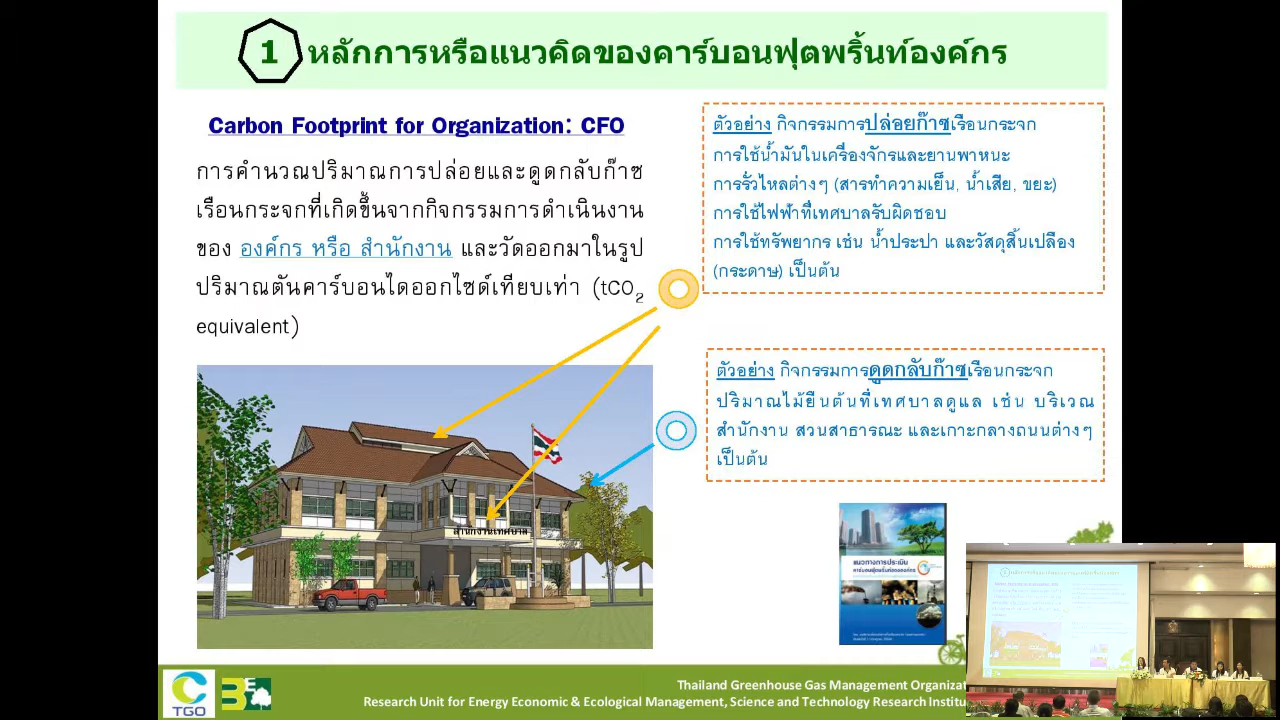 1 หลักการหรือแนวคิดของคาร์บอนฟุตพริ้นท์องค์กร
Carbon Footprint for Organization: CFO
การคำนวณปริมาณการปล่อยและดูดกลับก๊าซ
เรือนกระจกที่เกิดขึ้นจากกิจกรรมการดำเนินงาน
ของ องค์กร หรือ สำนักงาน และวัดออกมาในรูป
ปริมาณตันคาร์บอนไดออกไซด์เทียบเท่า (tCO₂
equivalent)
ตัวอย่าง กิจกรรมการปล่อยก๊าซเรือนกระจก
การใช้น้ำมันในเครื่องจักรและยานพาหนะ
การรั่วไหลต่างๆ (สารทำความเย็น, น้ำเสีย, ขยะ)
การใช้ไฟฟ้าที่เทศบาลรับผิดชอบ
การใช้ทรัพยากร เช่น น้ำประปา และวัสดุสิ้นเปลือง
(กระดาษ) เป็นต้น
ตัวอย่าง กิจกรรมการดูดกลับก๊าซเรือนกระจก
ปริมาณไม้ยืนต้นที่เทศบาลดูแล เช่น บริเวณ
สำนักงาน สวนสาธารณะ และเกาะกลางถนนต่างๆ
เป็นต้น
สำนักงานเทศบาล
แนวทางการประเมิน
คาร์บอนฟุตพริ้นท์ขององค์กร
TGO
Thailand Greenhouse Gas Management Organizat
Research Unit for Energy Economic & Ecological Management, Science and Technology Research Institu